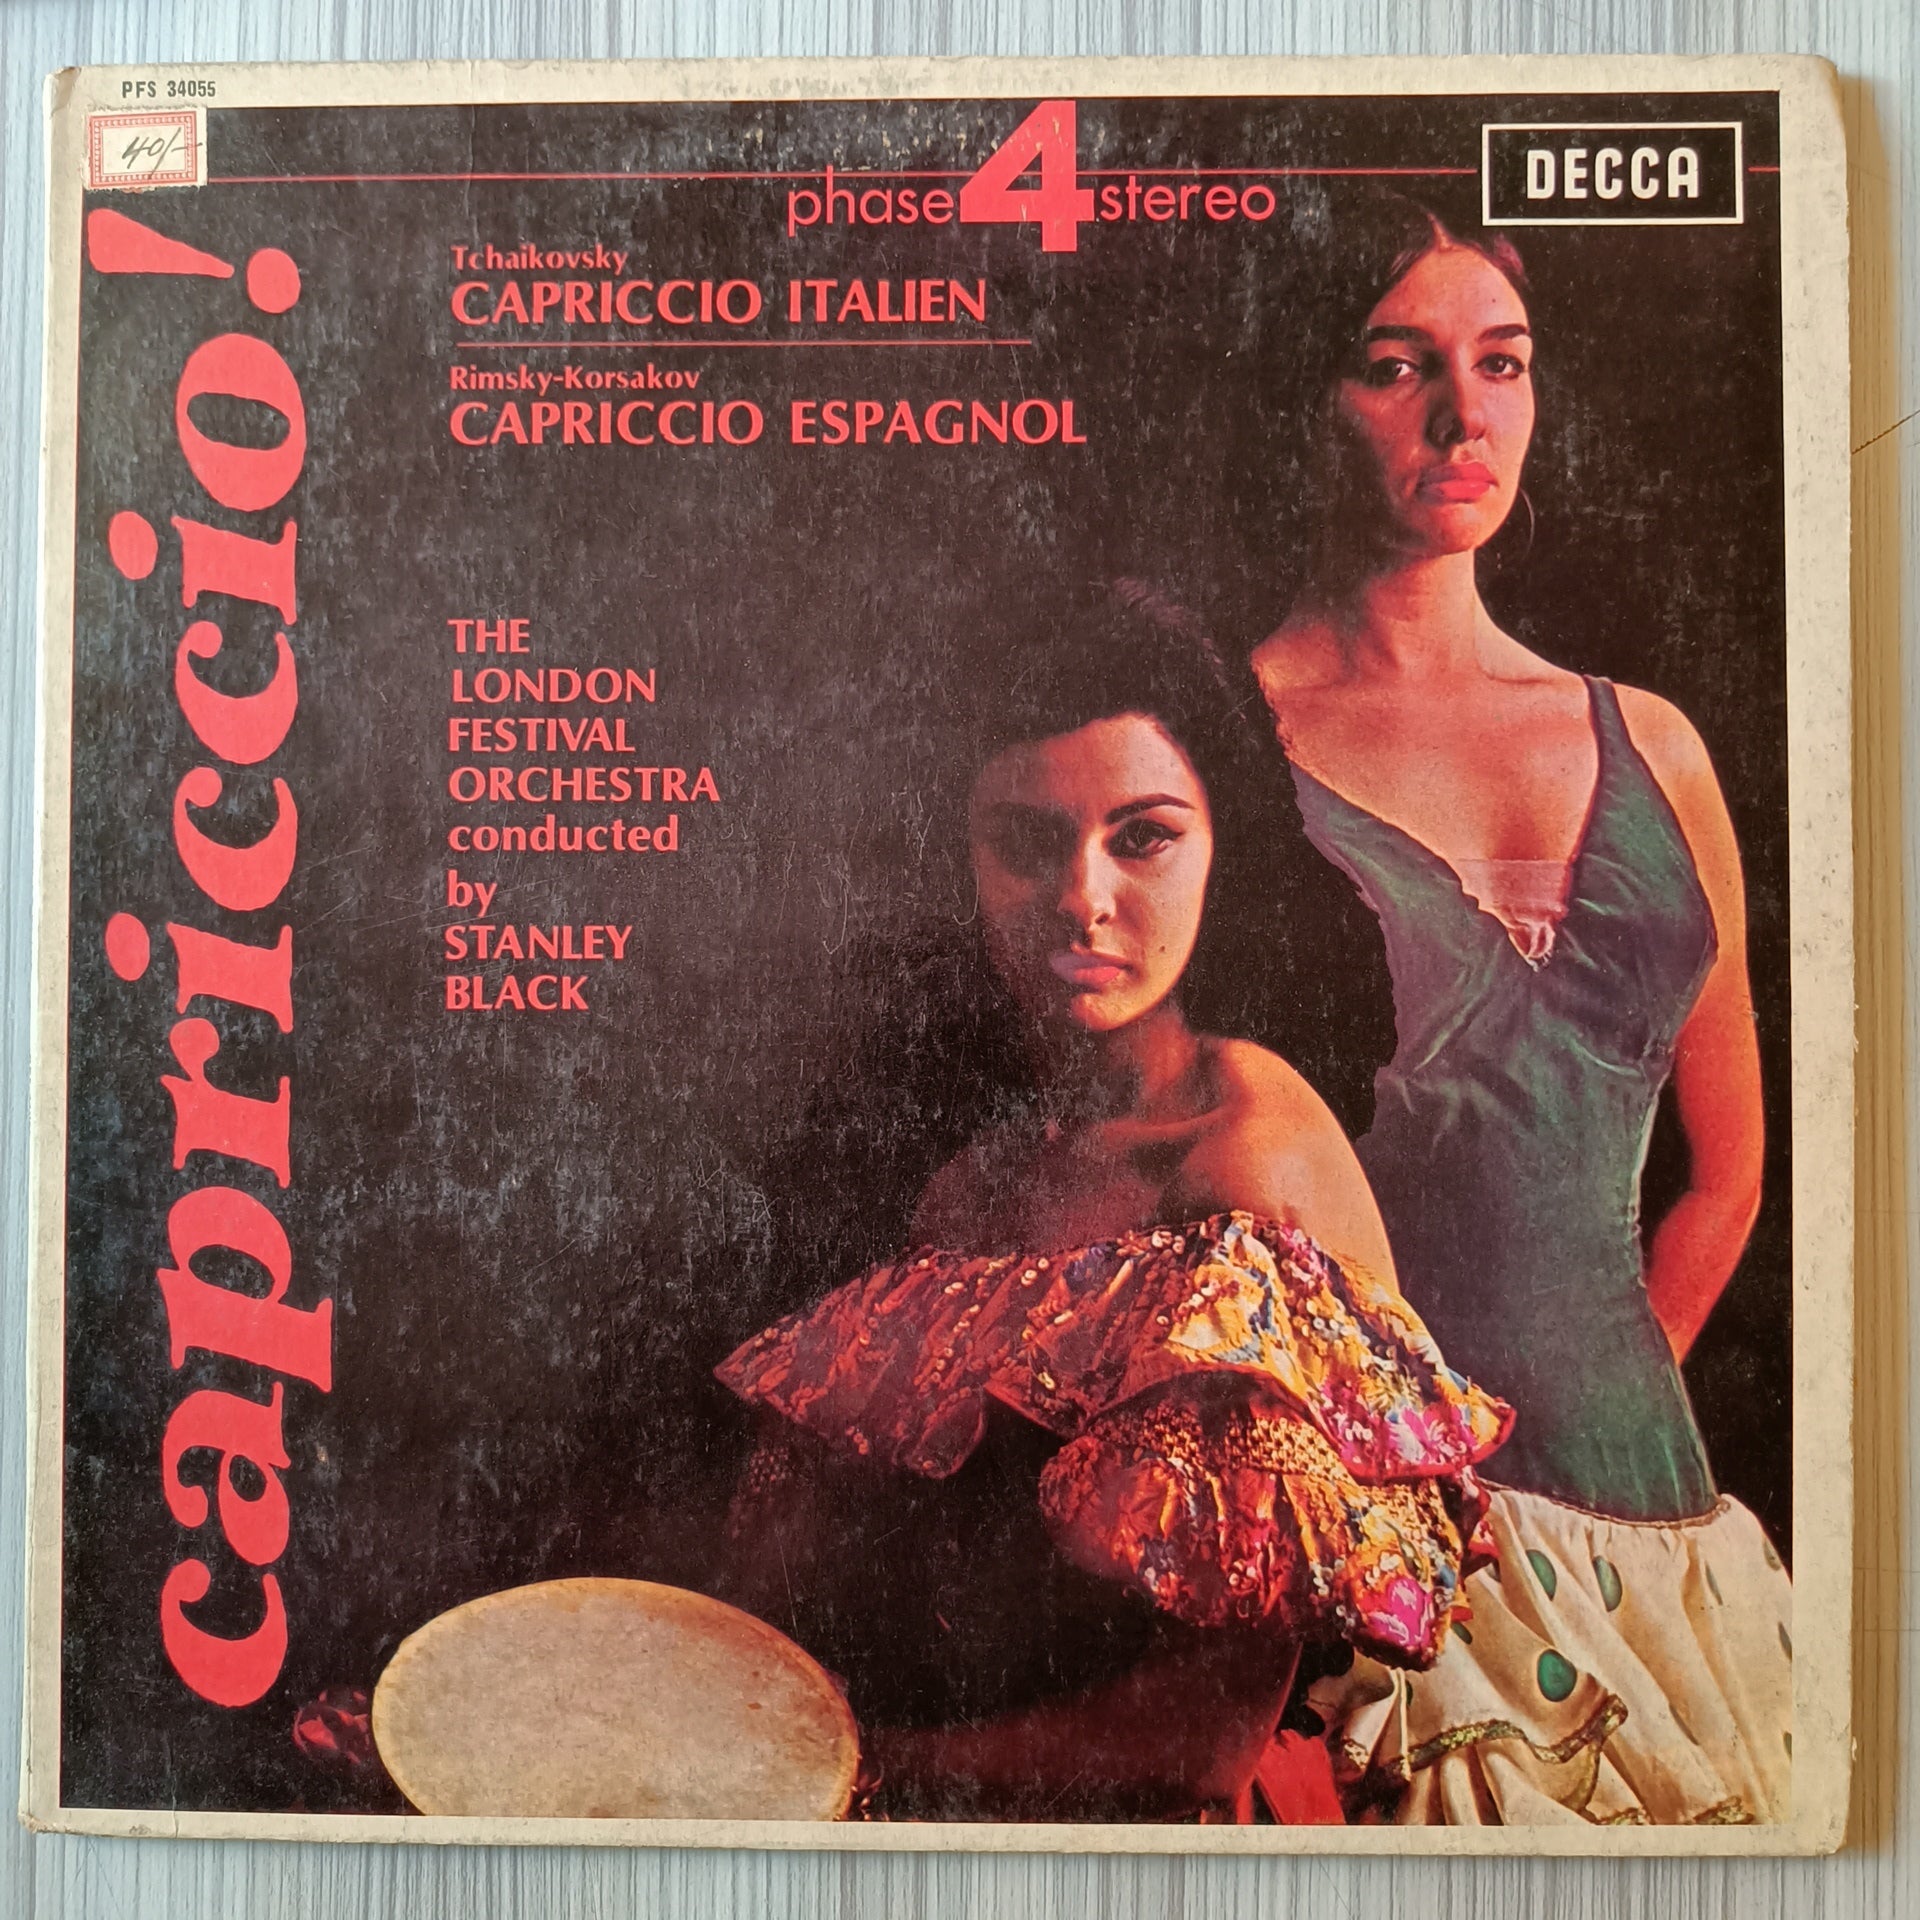 PFS 34055
40/-
phase 4 stereo
DECCA
capriccio!
Tchaikovsky
CAPRICCIO ITALIEN
Rimsky-Korsakov
CAPRICCIO ESPAGNOL
THE
LONDON
FESTIVAL
ORCHESTRA
conducted
by
STANLEY
BLACK